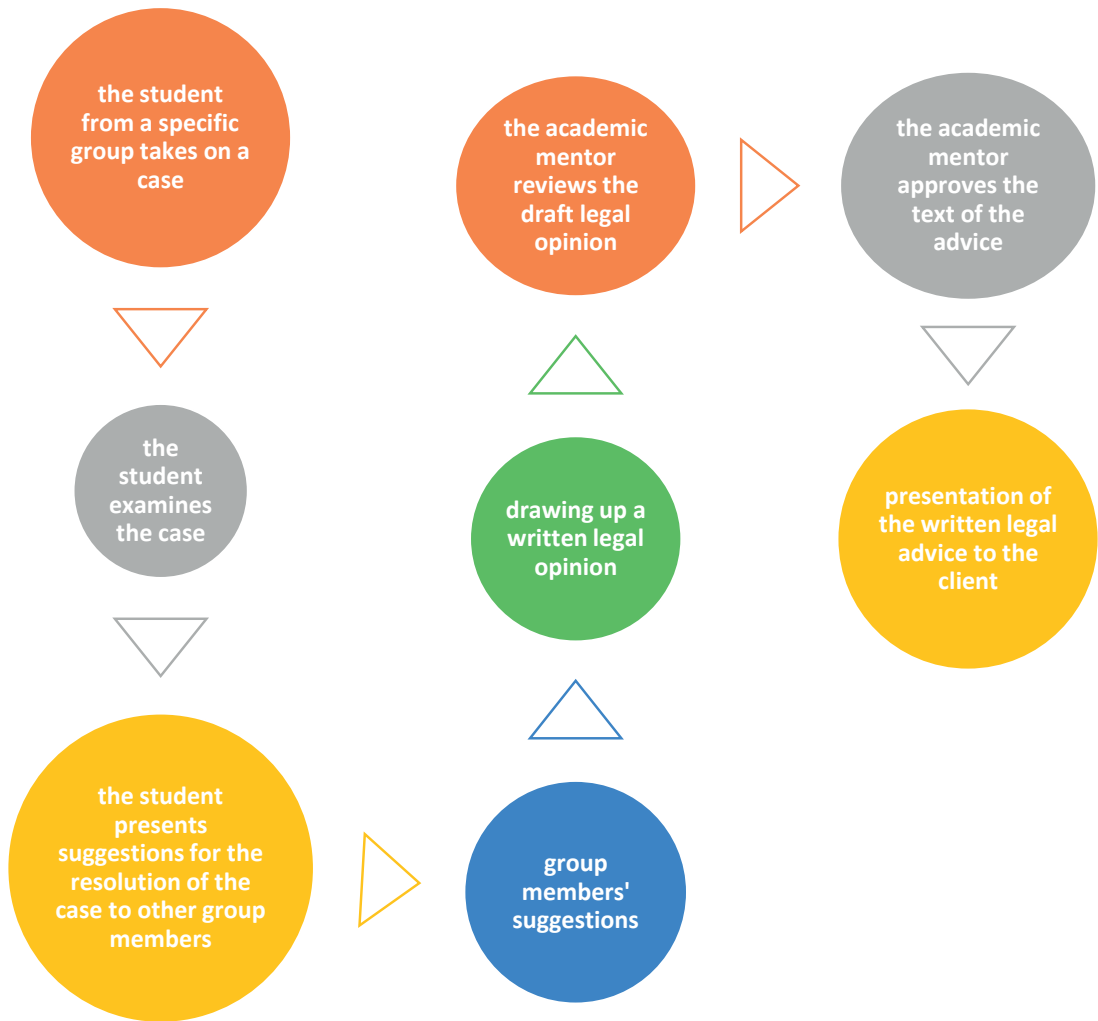 the student
from a specific
group takes on a
case
the
student
examines
the case
the student
presents
suggestions for the
resolution of the
case to other group
members
group
members'
suggestions
drawing up a
written legal
opinion
the academic
mentor
reviews the
draft legal
opinion
the academic
mentor
approves the
text of the
advice
presentation of
the written legal
advice to the
client